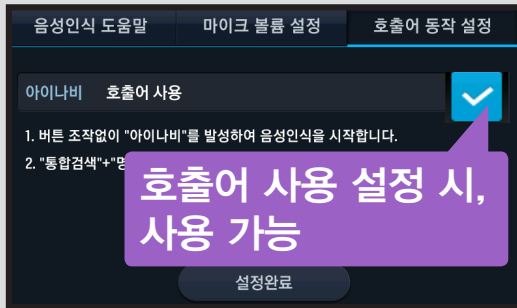 음성인식 도움말
마이크 볼륨 설정
호출어 동작 설정
아이나비 호출어 사용
1. 버튼 조작없이 "아이나비"를 발성하여 음성인식을 시작합니다.
2. "통합검색"+"명
호출어 사용 설정 시,
사용 가능
설정완료